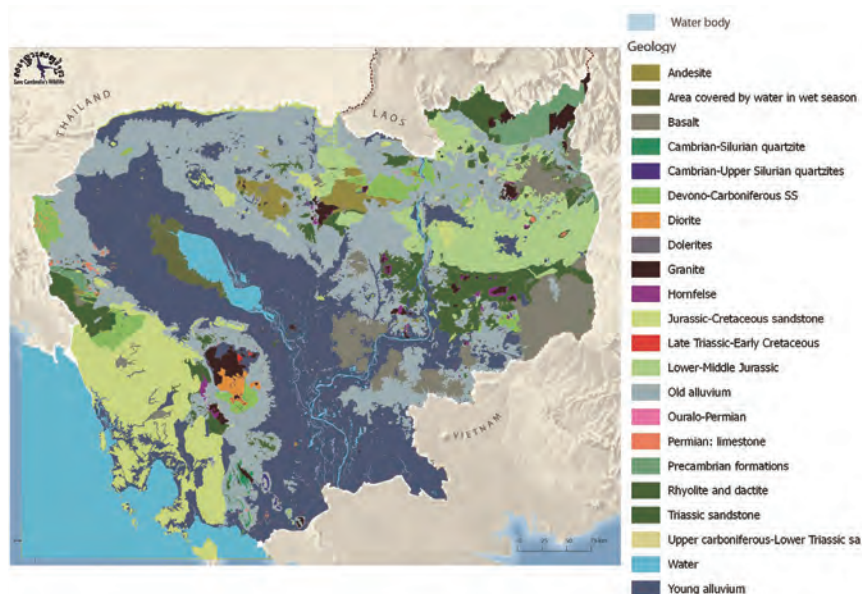 Water body
Geology
Save Cambodia's Wildlife
THAILAND
LAOS
VIETNAM
Andesite
Area covered by water in wet season
Basalt
Cambrian-Silurian quartzite
Cambrian-Upper Silurian quartzites
Devono-Carboniferous SS
Diorite
Dolerites
Granite
Hornfelse
Jurassic-Cretaceous sandstone
Late Triassic-Early Cretaceous
Lower-Middle Jurassic
Old alluvium
Ouralo-Permian
Permian: limestone
Precambrian formations
Rhyolite and dactite
Triassic sandstone
Upper carboniferous-Lower Triassic sa
Water
Young alluvium